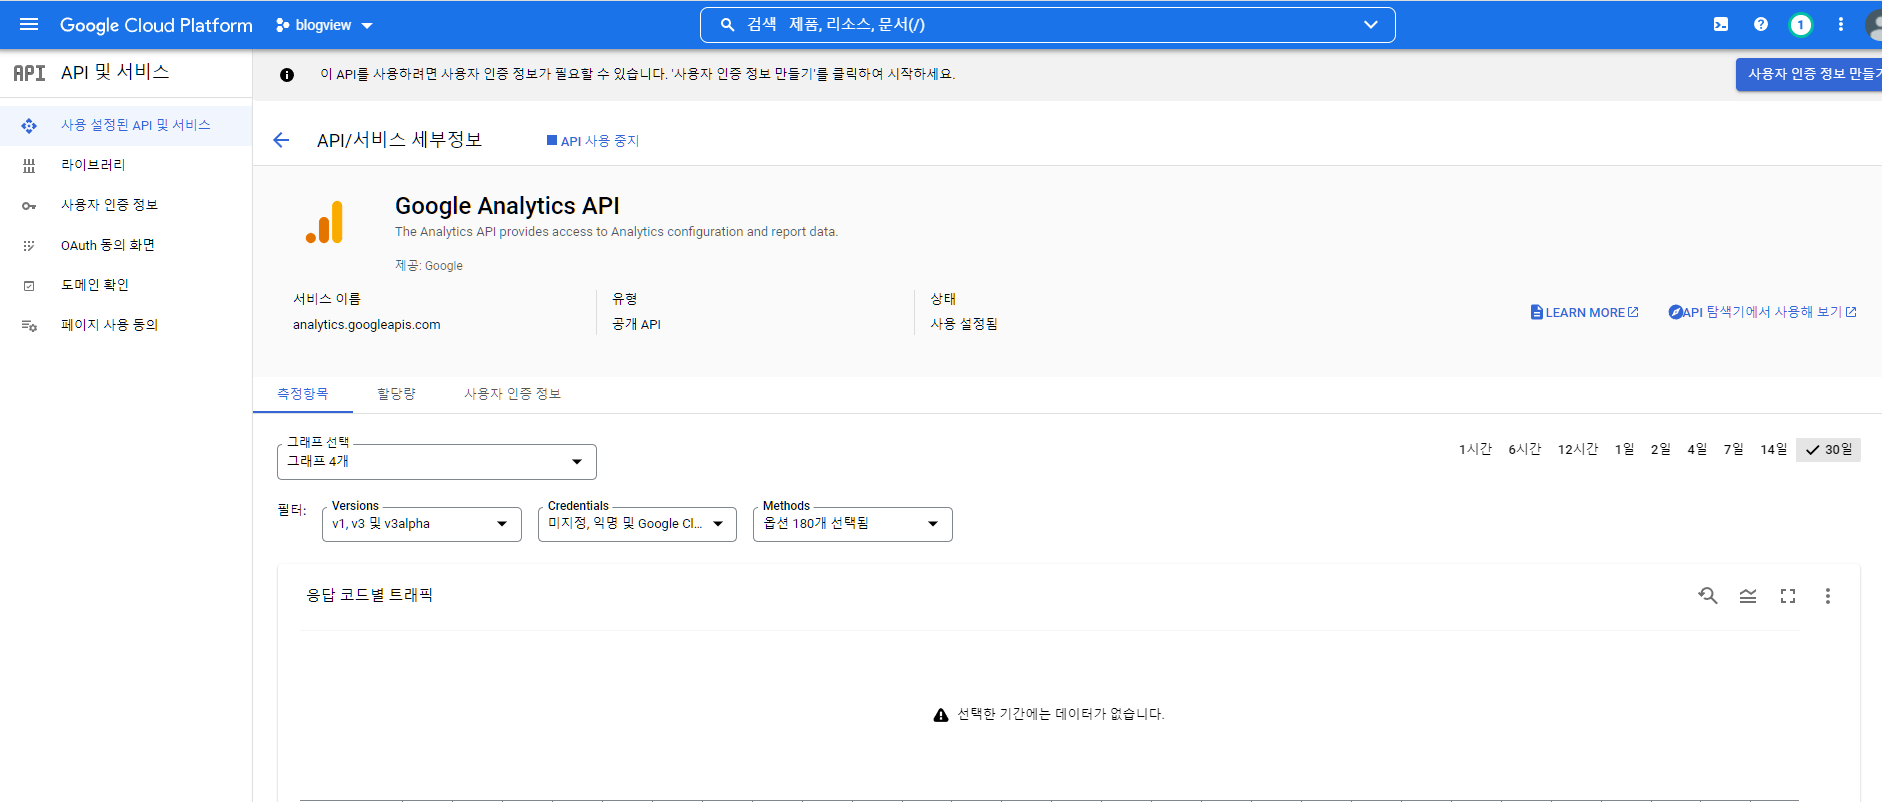 Google Cloud Platform
blogview
검색 제품, 리소스, 문서(/)
1
API
API 및 서비스
사용 설정된 API 및 서비스
라이브러리
사용자 인증 정보
OAuth 동의 화면
도메인 확인
페이지 사용 동의
이 API를 사용하려면 사용자 인증 정보가 필요할 수 있습니다. '사용자 인증 정보 만들기'를 클릭하여 시작하세요.
사용자 인증 정보 만들기
API/서비스 세부정보
API 사용 중지
Google Analytics API
The Analytics API provides access to Analytics configuration and report data.
제공: Google
서비스 이름
analytics.googleapis.com
유형
공개 API
상태
사용 설정됨
LEARN MORE
API 탐색기에서 사용해 보기
측정항목
할당량
사용자 인증 정보
그래프 선택
그래프 4개
1시간 6시간 12시간 1일 2일 4일 7일 14일 30일
필터:
Versions
v1, v3 및 v3alpha
Credentials
미지정, 익명 및 Google Cl...
Methods
옵션 180개 선택됨
응답 코드별 트래픽
선택한 기간에는 데이터가 없습니다.